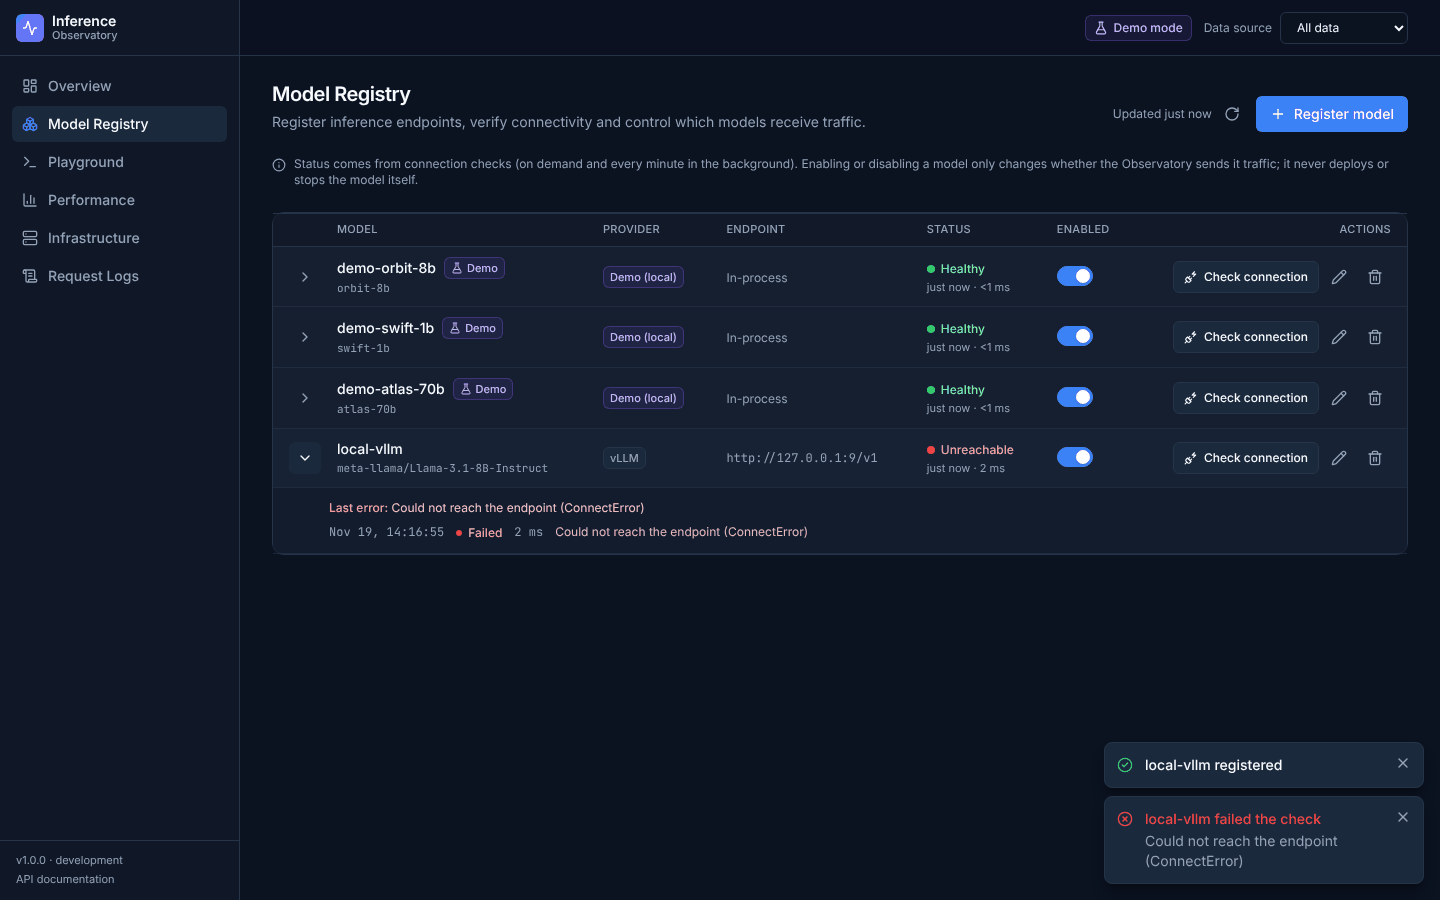 Inference
Observatory
Demo mode
Data source
All data
Overview
Model Registry
Playground
Performance
Infrastructure
Request Logs
Model Registry
Register inference endpoints, verify connectivity and control which models receive traffic.
Updated just now
Register model
Status comes from connection checks (on demand and every minute in the background). Enabling or disabling a model only changes whether the Observatory sends it traffic; it never deploys or
stops the model itself.
MODEL PROVIDER ENDPOINT STATUS ENABLED ACTIONS
demo-orbit-8b Demo
orbit-8b
Demo (local)
In-process
Healthy
just now · <1 ms
Check connection
demo-swift-1b Demo
swift-1b
Demo (local)
In-process
Healthy
just now · <1 ms
Check connection
demo-atlas-70b Demo
atlas-70b
Demo (local)
In-process
Healthy
just now · <1 ms
Check connection
local-vllm
meta-llama/Llama-3.1-8B-Instruct
vLLM
http://127.0.0.1:9/v1
Unreachable
just now · 2 ms
Check connection
Last error: Could not reach the endpoint (ConnectError)
Nov 19, 14:16:55 Failed 2 ms Could not reach the endpoint (ConnectError)
local-vllm registered
local-vllm failed the check
Could not reach the endpoint
(ConnectError)
v1.0.0 · development
API documentation